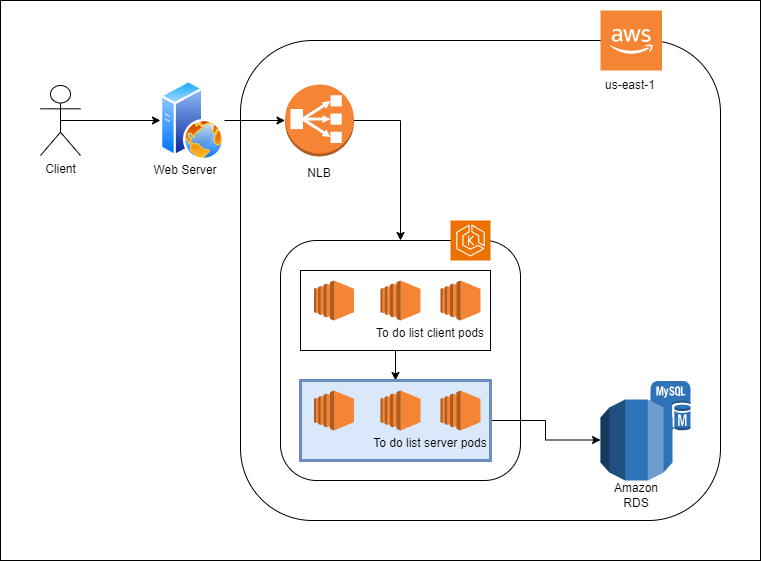 aws
us-east-1
Client
Web Server
NLB
K
To do list client pods
To do list server pods
MySQL
M
Amazon
RDS